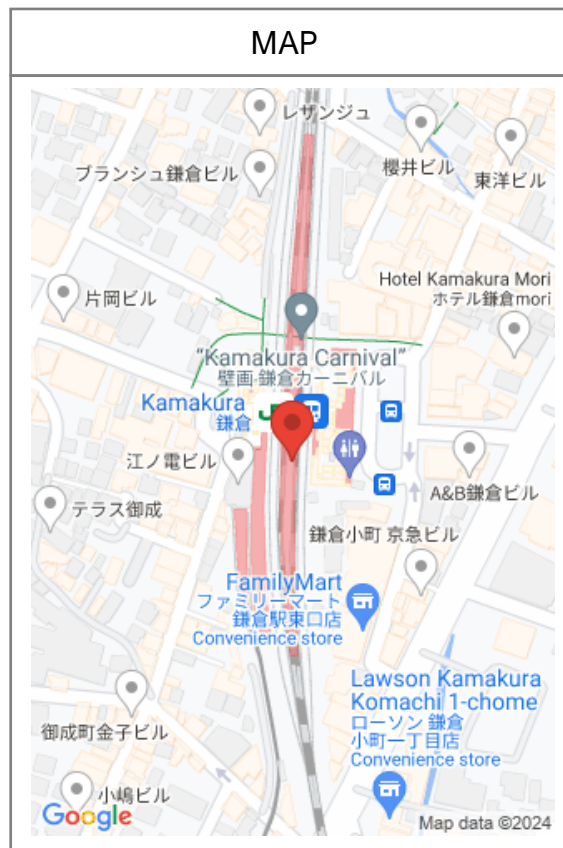 MAP
レザンジュ
ブランシュ鎌倉ビル
櫻井ビル
東洋ビル
片岡ビル
Hotel Kamakura Mori
ホテル鎌倉mori
“Kamakura Carnival”
壁画 鎌倉カーニバル
Kamakura
鎌倉
江ノ電ビル
テラス御成
A&B鎌倉ビル
鎌倉小町 京急ビル
FamilyMart
ファミリーマート
鎌倉駅東口店
Convenience store
Lawson Kamakura
Komachi 1-chome
ローソン 鎌倉
小町一丁目店
Convenience store
御成町金子ビル
小嶋ビル
Google
Map data ©2024